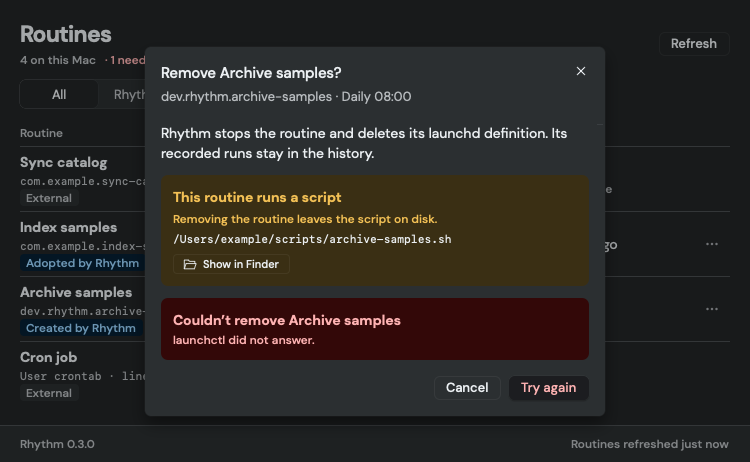 Routines
4 on this Mac · 1 need
Refresh
All
Rhyth
Routine
Sync catalog
com.example.sync-ca
External
Index samples
com.example.index-s
Adopted by Rhythm
go
Archive samples
dev.rhythm.archive-
Created by Rhythm
Cron job
User crontab · line
External
Remove Archive samples?
dev.rhythm.archive-samples · Daily 08:00
Rhythm stops the routine and deletes its launchd definition. Its
recorded runs stay in the history.
This routine runs a script
Removing the routine leaves the script on disk.
/Users/example/scripts/archive-samples.sh
Show in Finder
Couldn’t remove Archive samples
launchctl did not answer.
Cancel
Try again
Rhythm 0.3.0
Routines refreshed just now